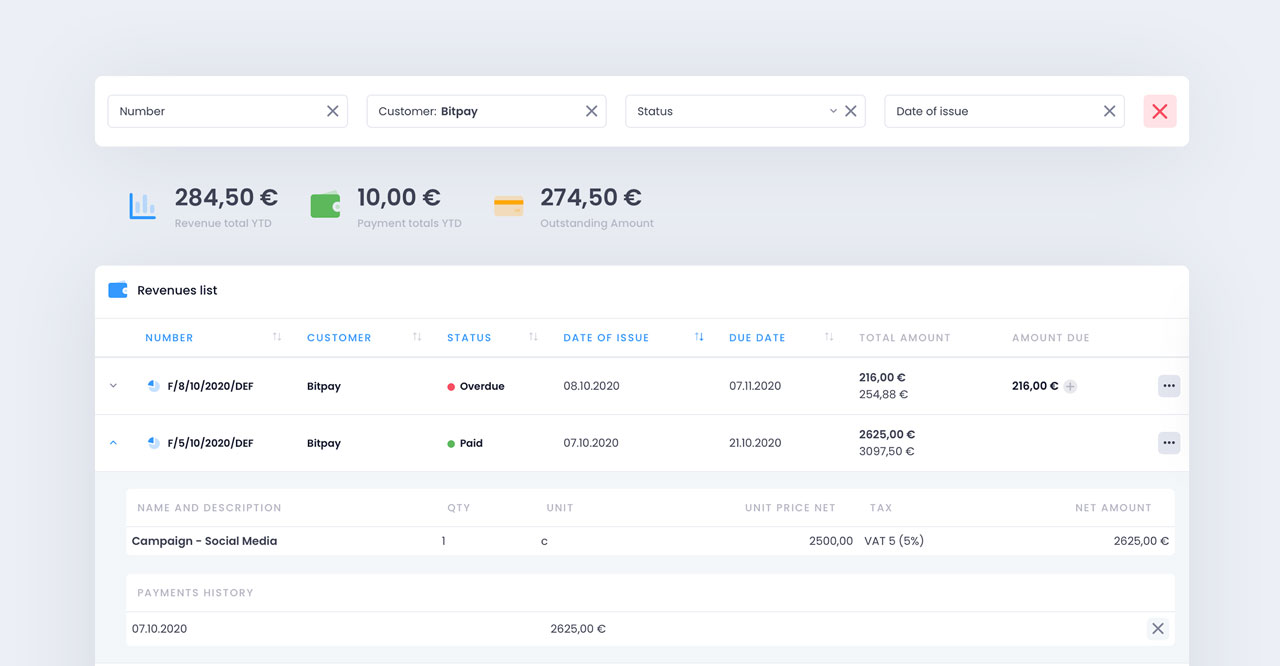 Number Customer: Bitpay Status Date of issue
284,50 € 10,00 € 274,50 €
Revenue total YTD Payment totals YTD Outstanding Amount
Revenues list
NUMBER CUSTOMER STATUS DATE OF ISSUE DUE DATE TOTAL AMOUNT AMOUNT DUE
F/8/10/2020/DEF Bitpay Overdue 08.10.2020 07.11.2020 216,00 € 216,00 €
254,88 €
F/5/10/2020/DEF Bitpay Paid 07.10.2020 21.10.2020 2625,00 €
3097,50 €
NAME AND DESCRIPTION QTY UNIT UNIT PRICE NET TAX NET AMOUNT
Campaign - Social Media 1 c 2500,00 VAT 5 (5%) 2625,00 €
PAYMENTS HISTORY
07.10.2020 2625,00 €